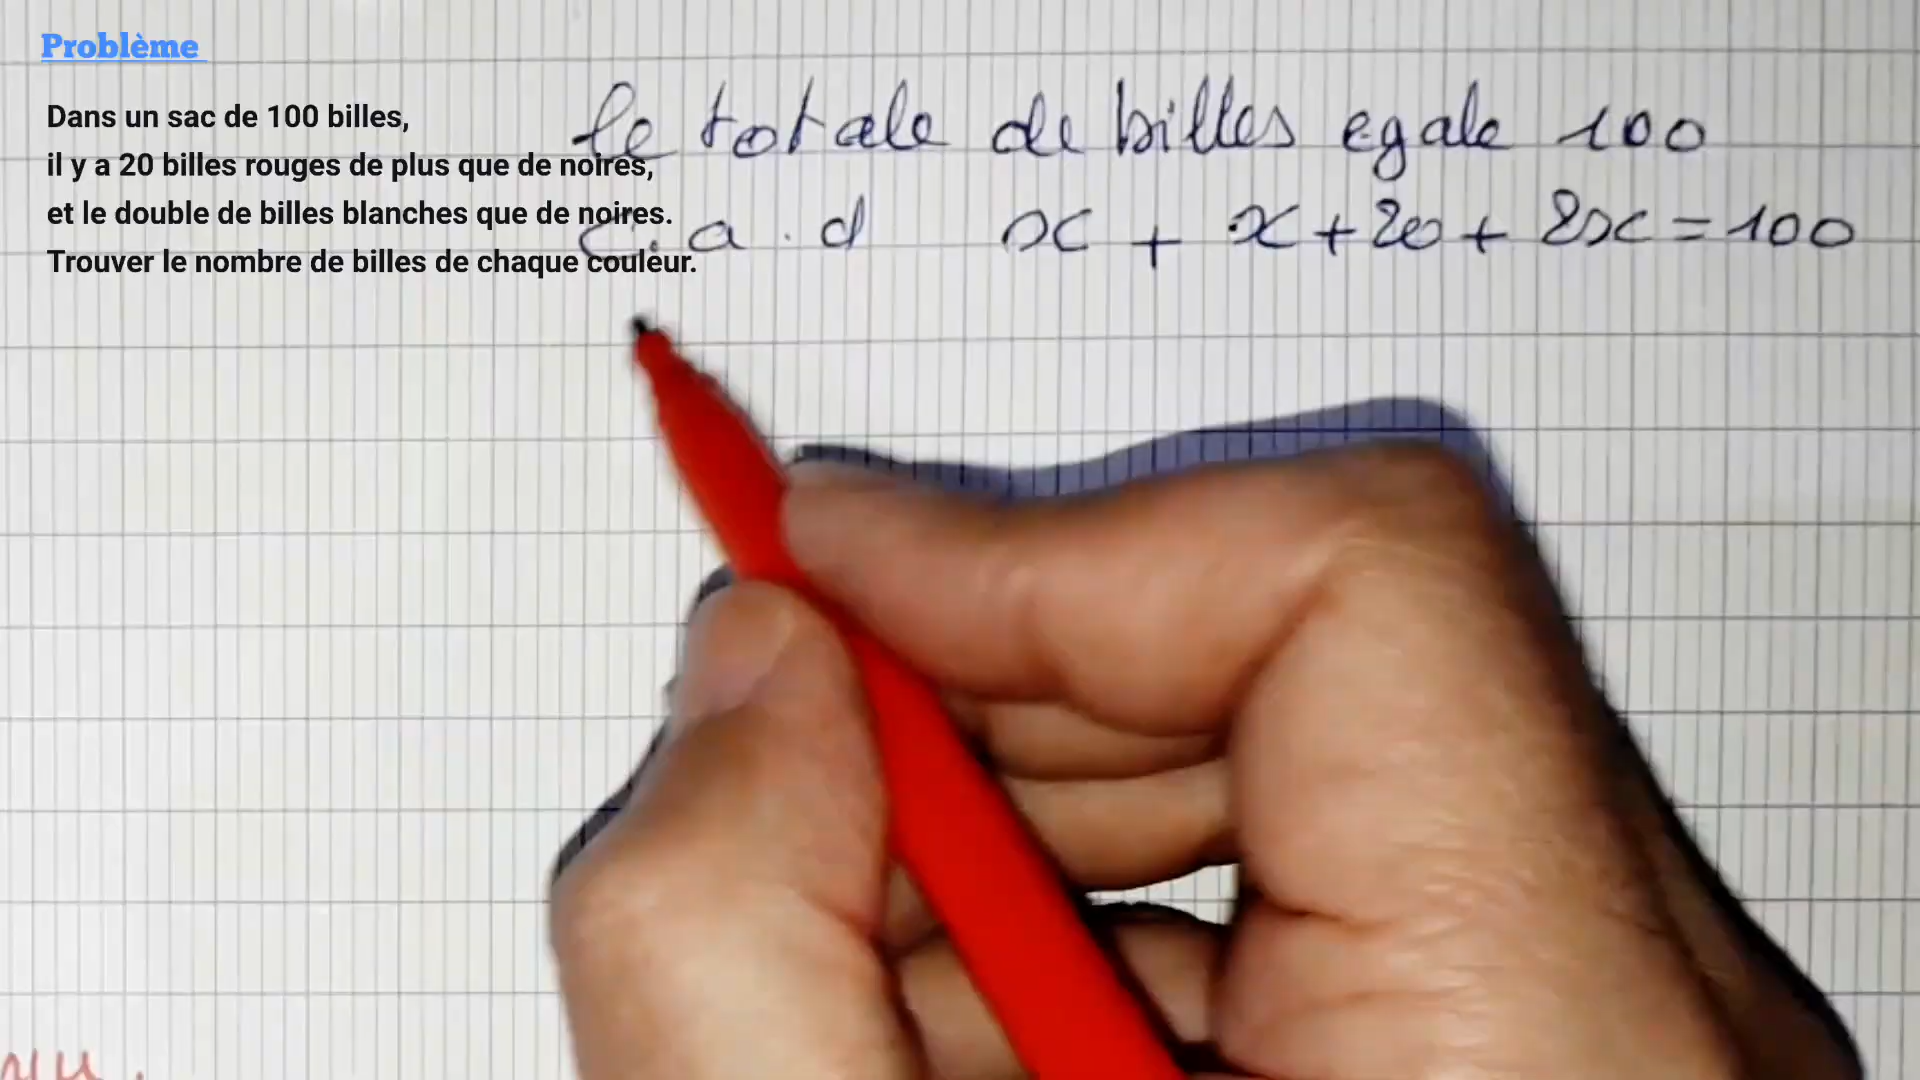 Problème
Dans un sac de 100 billes,
il y a 20 billes rouges de plus que de noires,
et le double de billes blanches que de noires.
Trouver le nombre de billes de chaque couleur.
le totale de billes egale 100
c.a.d x + x + 20 + 2x = 100